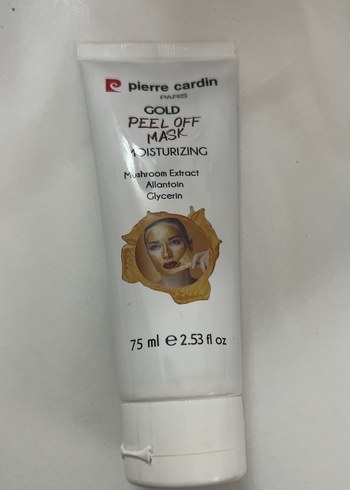 pierre cardin
PARIS
GOLD
PEEL OFF
MASK
MOISTURIZING
Mushroom Extract
Allantoin
Glycerin
75 ml e 2.53 fl oz